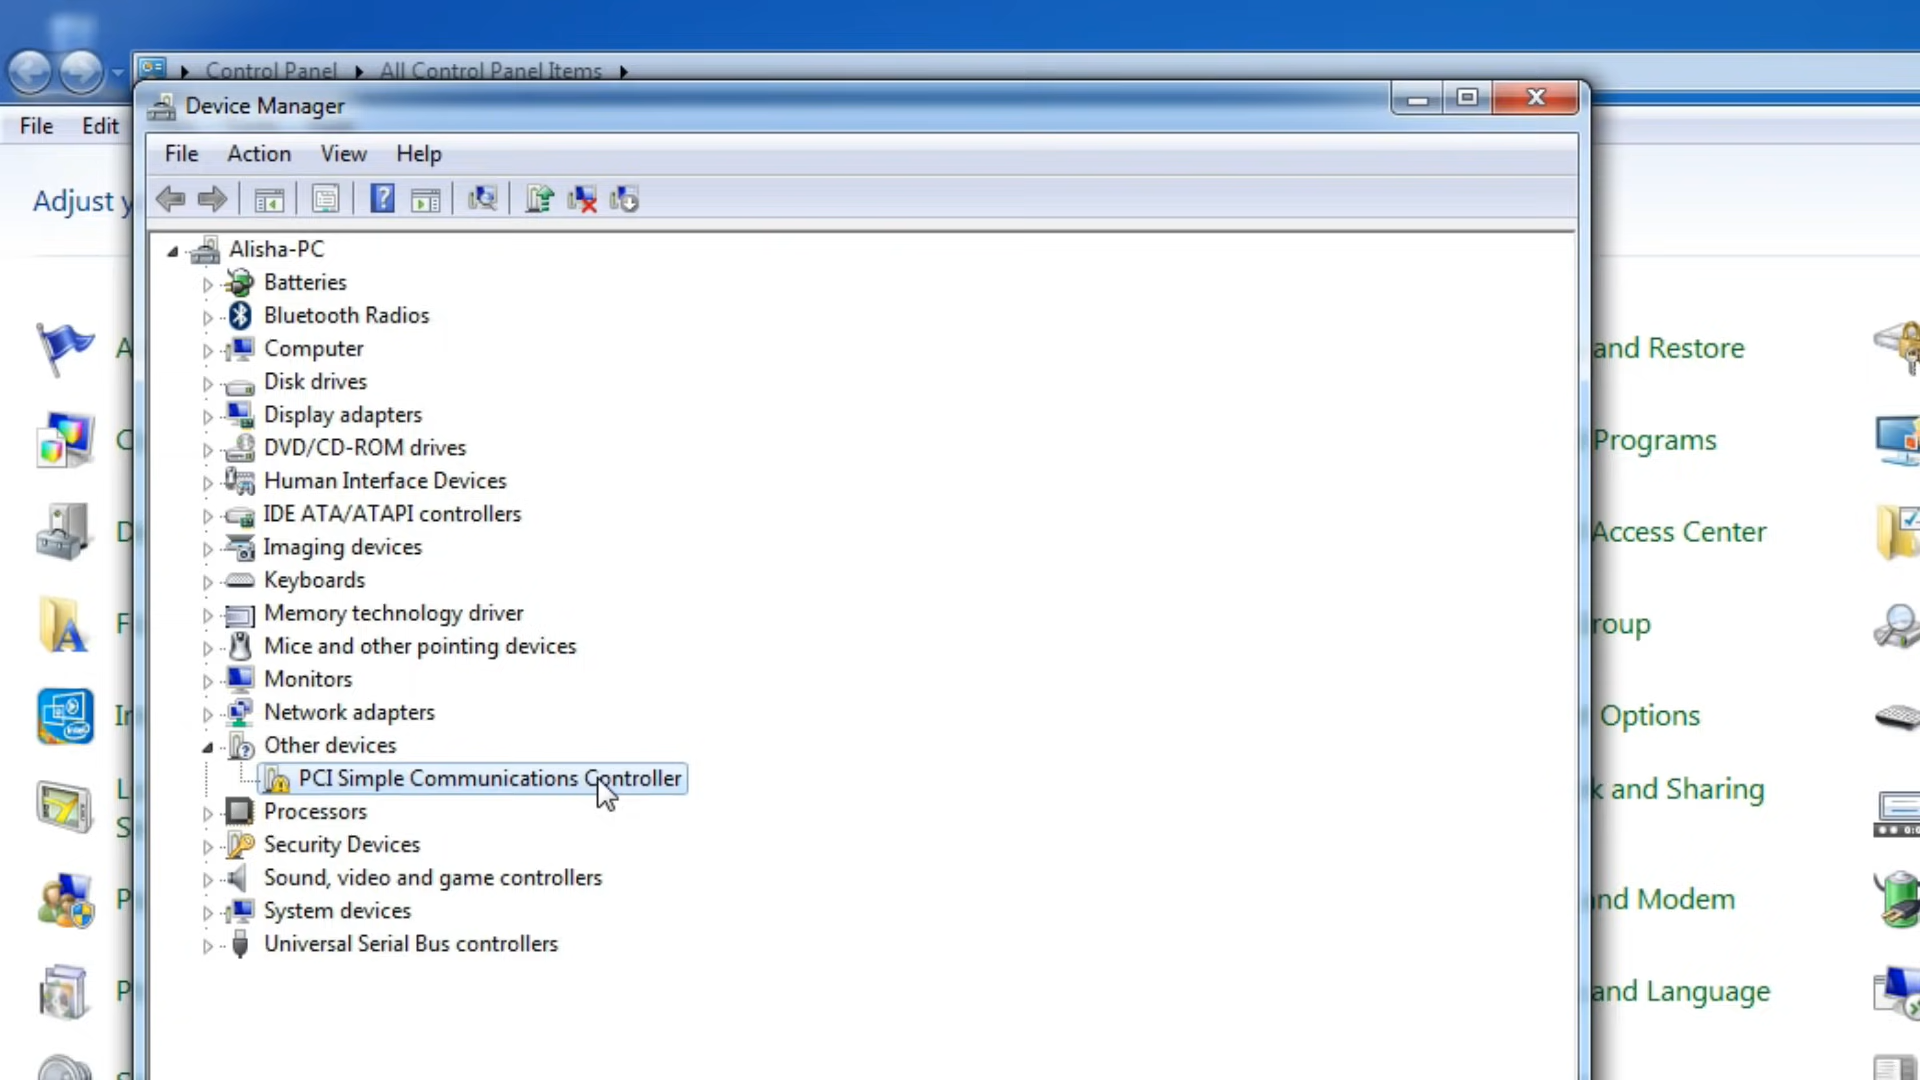 Control Panel All Control Panel Items
Device Manager
File Edit
File Action View Help
Adjust y
Alisha-PC
Batteries
Bluetooth Radios
Computer
Disk drives
Display adapters
DVD/CD-ROM drives
Human Interface Devices
IDE ATA/ATAPI controllers
Imaging devices
Keyboards
Memory technology driver
Mice and other pointing devices
Monitors
Network adapters
Other devices
PCI Simple Communications Controller
Processors
Security Devices
Sound, video and game controllers
System devices
Universal Serial Bus controllers
A
C
D
F
In
L
S
P
P
and Restore
Programs
Access Center
roup
Options
k and Sharing
nd Modem
and Language